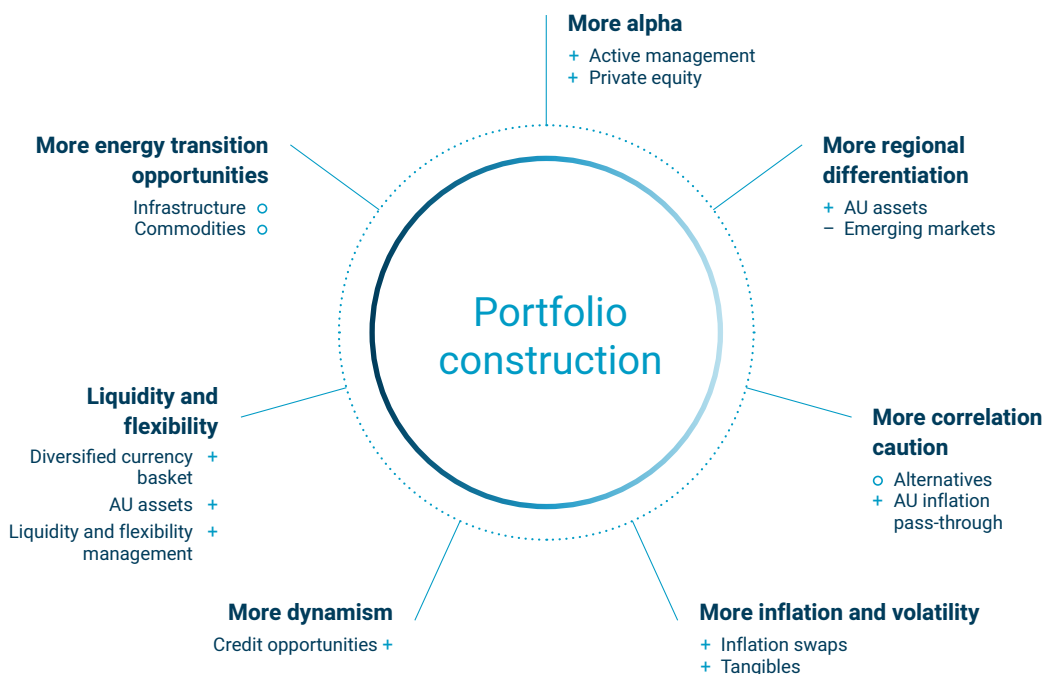 More alpha
+ Active management
+ Private equity
More energy transition
opportunities
Infrastructure o
Commodities o
More regional
differentiation
+ AU assets
– Emerging markets
Portfolio
construction
Liquidity and
flexibility
Diversified currency +
basket
AU assets +
Liquidity and flexibility +
management
More correlation
caution
o Alternatives
+ AU inflation
pass-through
More dynamism
Credit opportunities +
More inflation and volatility
+ Inflation swaps
+ Tangibles